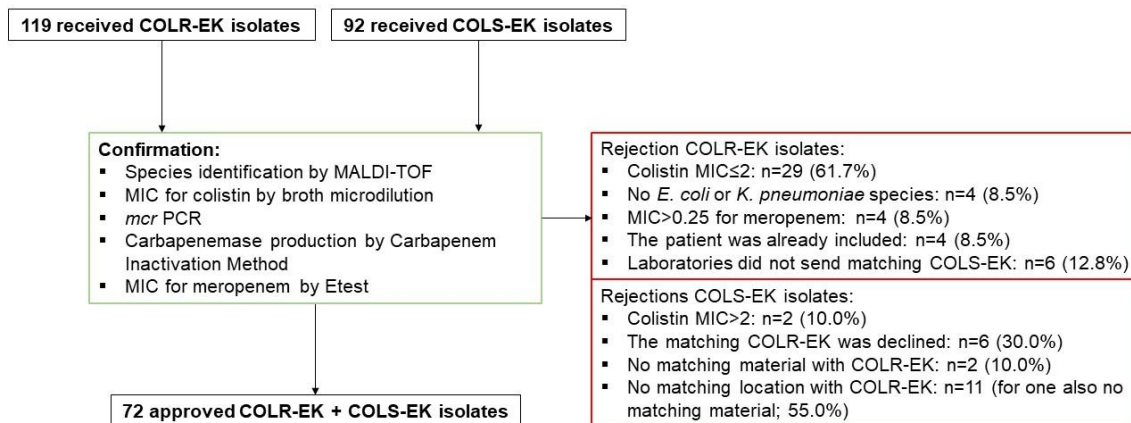 119 received COLR-EK isolates
92 received COLS-EK isolates
Confirmation:
▪ Species identification by MALDI-TOF
▪ MIC for colistin by broth microdilution
▪ mcr PCR
▪ Carbapenemase production by Carbapenem
Inactivation Method
▪ MIC for meropenem by Etest
Rejection COLR-EK isolates:
▪ Colistin MIC≤2: n=29 (61.7%)
▪ No E. coli or K. pneumoniae species: n=4 (8.5%)
▪ MIC>0.25 for meropenem: n=4 (8.5%)
▪ The patient was already included: n=4 (8.5%)
▪ Laboratories did not send matching COLS-EK: n=6 (12.8%)
Rejections COLS-EK isolates:
▪ Colistin MIC>2: n=2 (10.0%)
▪ The matching COLR-EK was declined: n=6 (30.0%)
▪ No matching material with COLR-EK: n=2 (10.0%)
▪ No matching location with COLR-EK: n=11 (for one also no
matching material; 55.0%)
72 approved COLR-EK + COLS-EK isolates